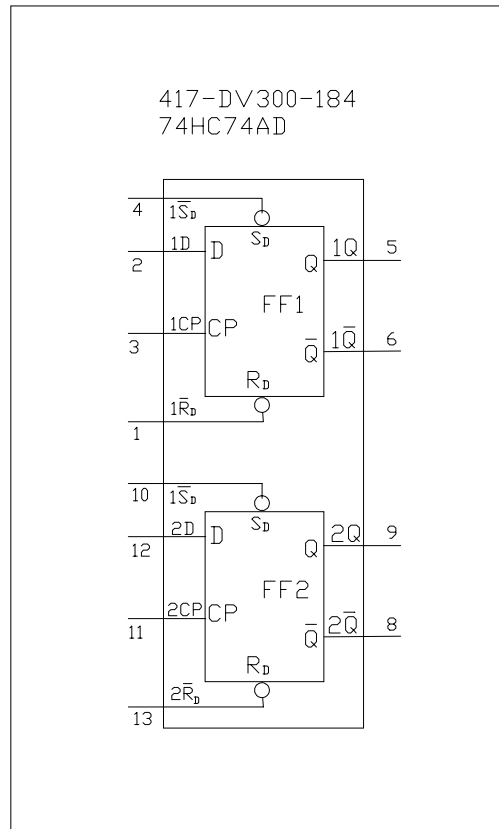 417-DV300-184
74HC74AD
4 1S̅D
SD
2 1D D Q 1Q 5
FF1
3 1CP CP Q̅ 1Q̅ 6
RD
1 1R̅D
10 1S̅D
SD
12 2D D Q 2Q 9
FF2
11 2CP CP Q̅ 2Q̅ 8
RD
13 2R̅D